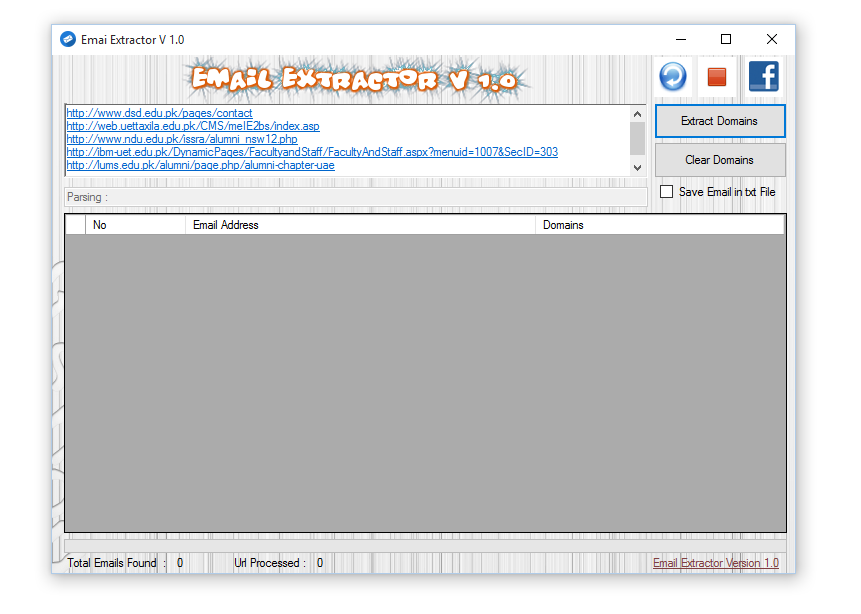 Emai Extractor V 1.0
Email Extractor V 1.0
http://www.dsd.edu.pk/pages/contact
http://web.uettaxila.edu.pk/CMS/meIE2bs/index.asp
http://www.ndu.edu.pk/issra/alumni_nsw12.php
http://ibm-uet.edu.pk/DynamicPages/FacultyandStaff/FacultyAndStaff.aspx?menuid=1007&SecID=303
http://lums.edu.pk/alumni/page.php/alumni-chapter-uae
Extract Domains
Clear Domains
Save Email in txt File
Parsing :
No Email Address Domains
Total Emails Found : 0 Url Processed : 0 Email Extractor Version 1.0